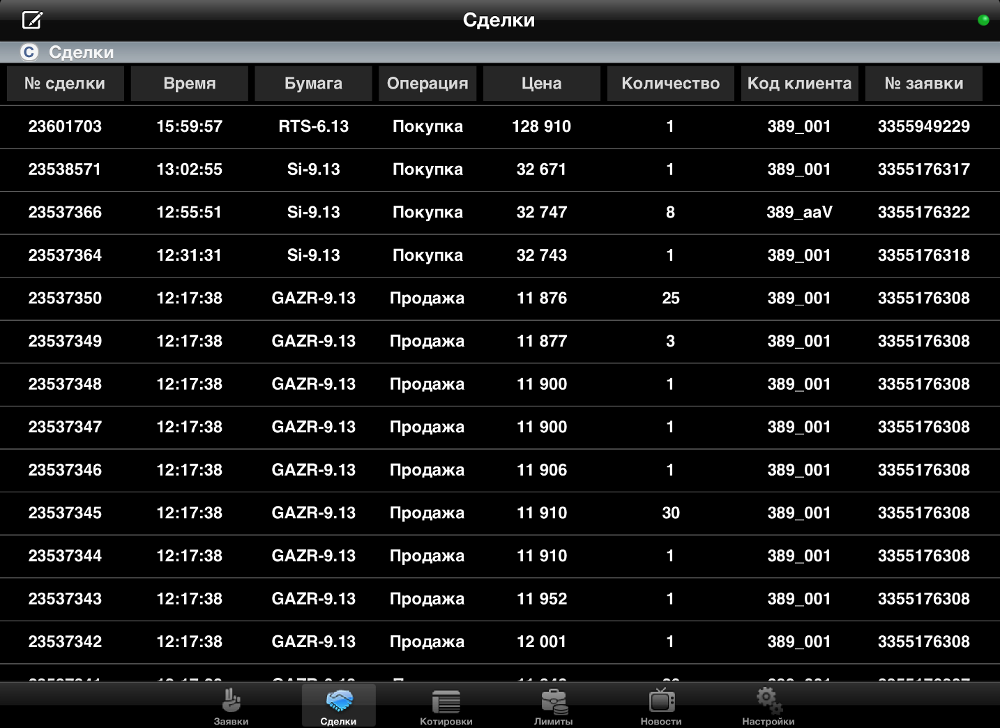 Сделки
С Сделки
№ сделки Время Бумага Операция Цена Количество Код клиента № заявки
23601703 15:59:57 RTS-6.13 Покупка 128 910 1 389_001 3355949229
23538571 13:02:55 Si-9.13 Покупка 32 671 1 389_001 3355176317
23537366 12:55:51 Si-9.13 Покупка 32 747 8 389_aaV 3355176322
23537364 12:31:31 Si-9.13 Покупка 32 743 1 389_001 3355176318
23537350 12:17:38 GAZR-9.13 Продажа 11 876 25 389_001 3355176308
23537349 12:17:38 GAZR-9.13 Продажа 11 877 3 389_001 3355176308
23537348 12:17:38 GAZR-9.13 Продажа 11 900 1 389_001 3355176308
23537347 12:17:38 GAZR-9.13 Продажа 11 900 1 389_001 3355176308
23537346 12:17:38 GAZR-9.13 Продажа 11 906 1 389_001 3355176308
23537345 12:17:38 GAZR-9.13 Продажа 11 910 30 389_001 3355176308
23537344 12:17:38 GAZR-9.13 Продажа 11 910 1 389_001 3355176308
23537343 12:17:38 GAZR-9.13 Продажа 11 952 1 389_001 3355176308
23537342 12:17:38 GAZR-9.13 Продажа 12 001 1 389_001 3355176308
Заявки Сделки Котировки Лимиты Новости Настройки